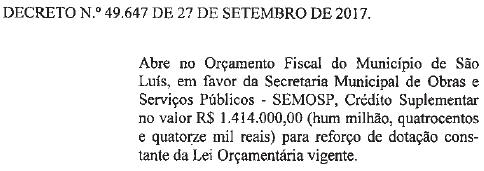 DECRETO N.º 49.647 DE 27 DE SETEMBRO DE 2017.
Abre no Orçamento Fiscal do Município de São
Luís, em favor da Secretaria Municipal de Obras e
Serviços Públicos - SEMOSP, Crédito Suplementar
no valor R$ 1.414.000,00 (hum milhão, quatrocentos
e quatorze mil reais) para reforço de dotação cons-
tante da Lei Orçamentária vigente.